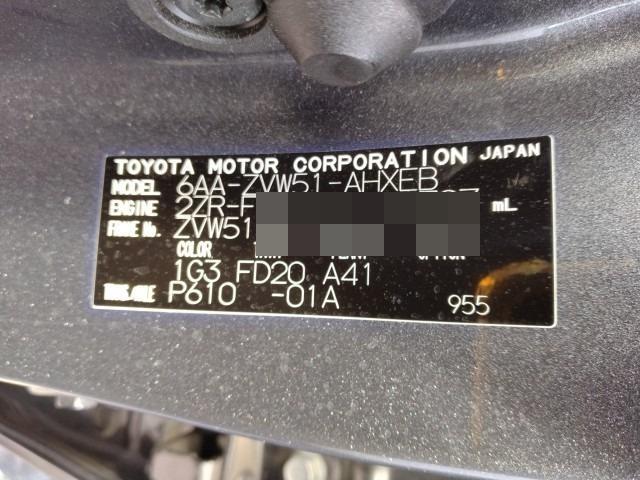 TOYOTA MOTOR CORPORATION JAPAN
MODEL 6AA-ZVW51-AHXEB
ENGINE 2ZR-F mL
FRAME No. ZVW51
COLOR
1G3 FD20 A41
TRANS./AXLE P610 -01A 955